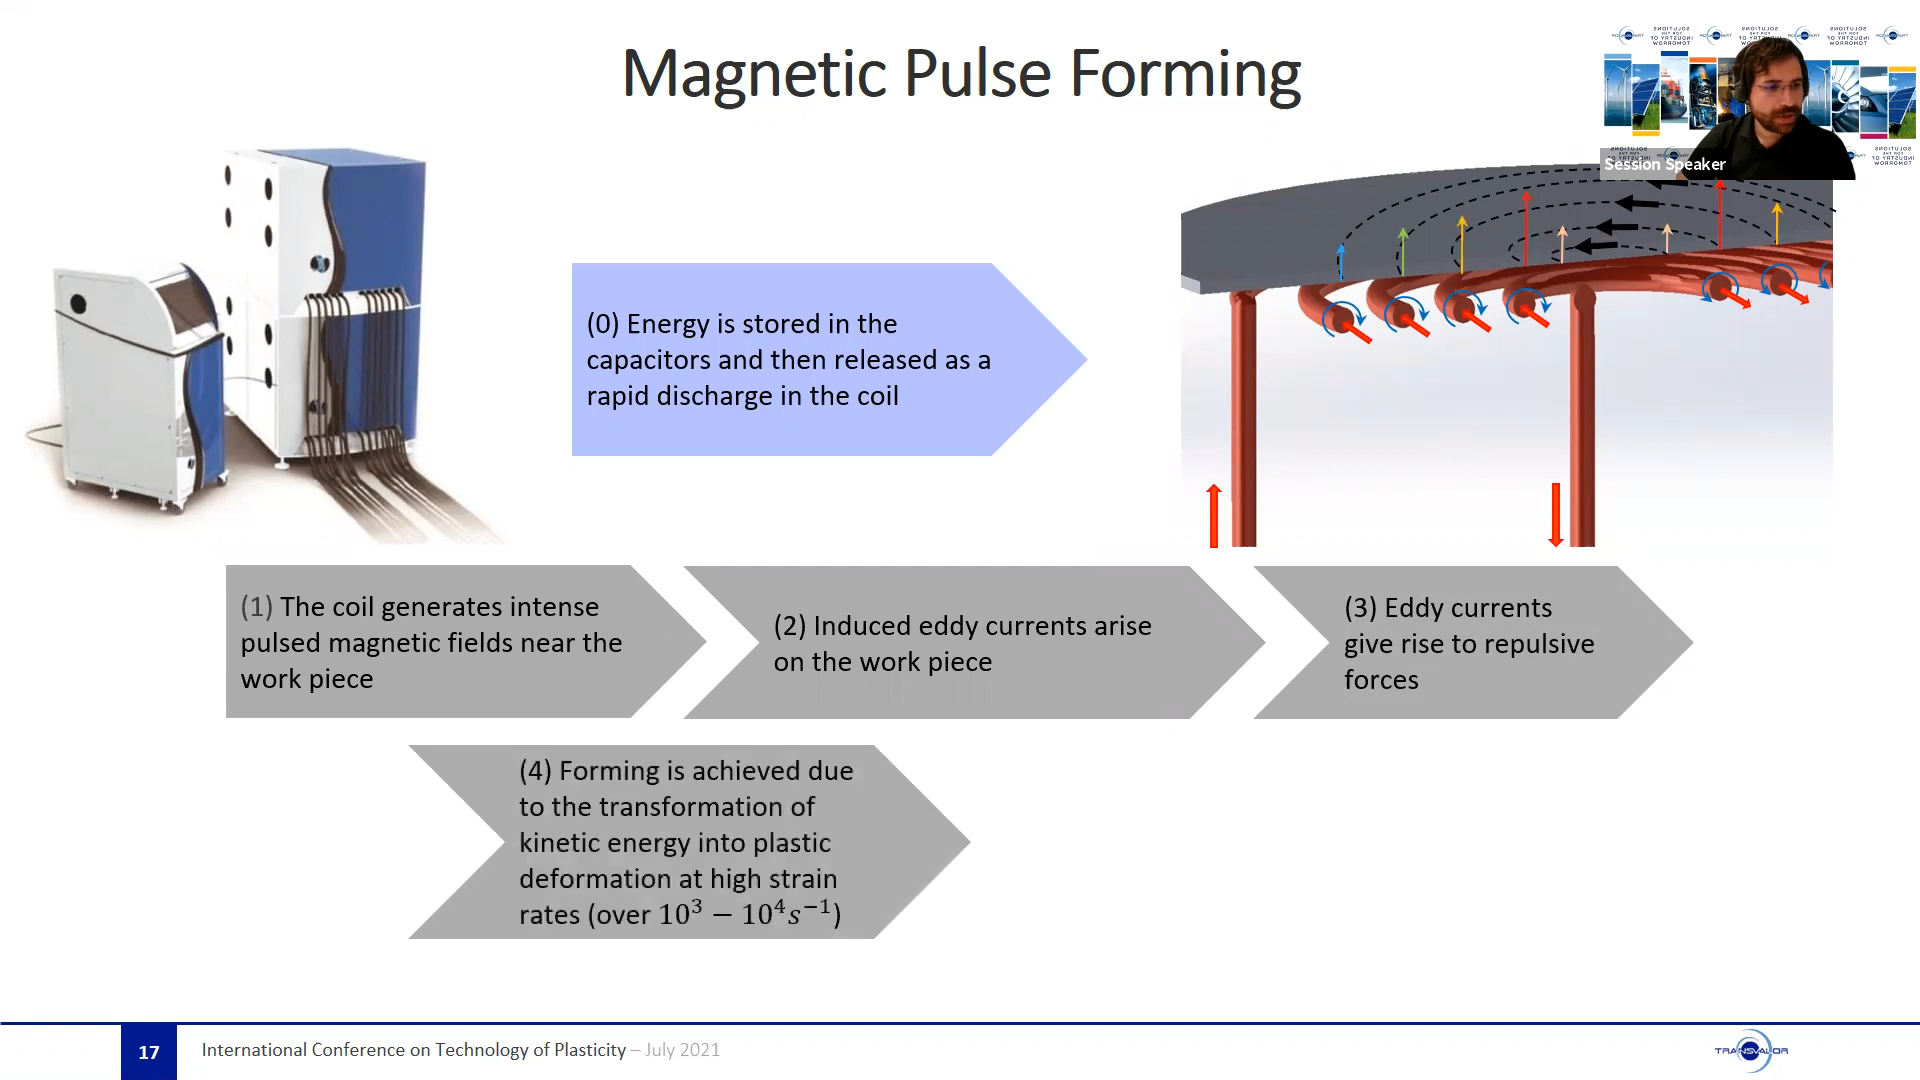 Magnetic Pulse Forming
Session Speaker
(0) Energy is stored in the
capacitors and then released as a
rapid discharge in the coil
(1) The coil generates intense
pulsed magnetic fields near the
work piece
(2) Induced eddy currents arise
on the work piece
(3) Eddy currents
give rise to repulsive
forces
(4) Forming is achieved due
to the transformation of
kinetic energy into plastic
deformation at high strain
rates (over 10³ − 10⁴s⁻¹)
17
International Conference on Technology of Plasticity – July 2021
TRANSVALOR